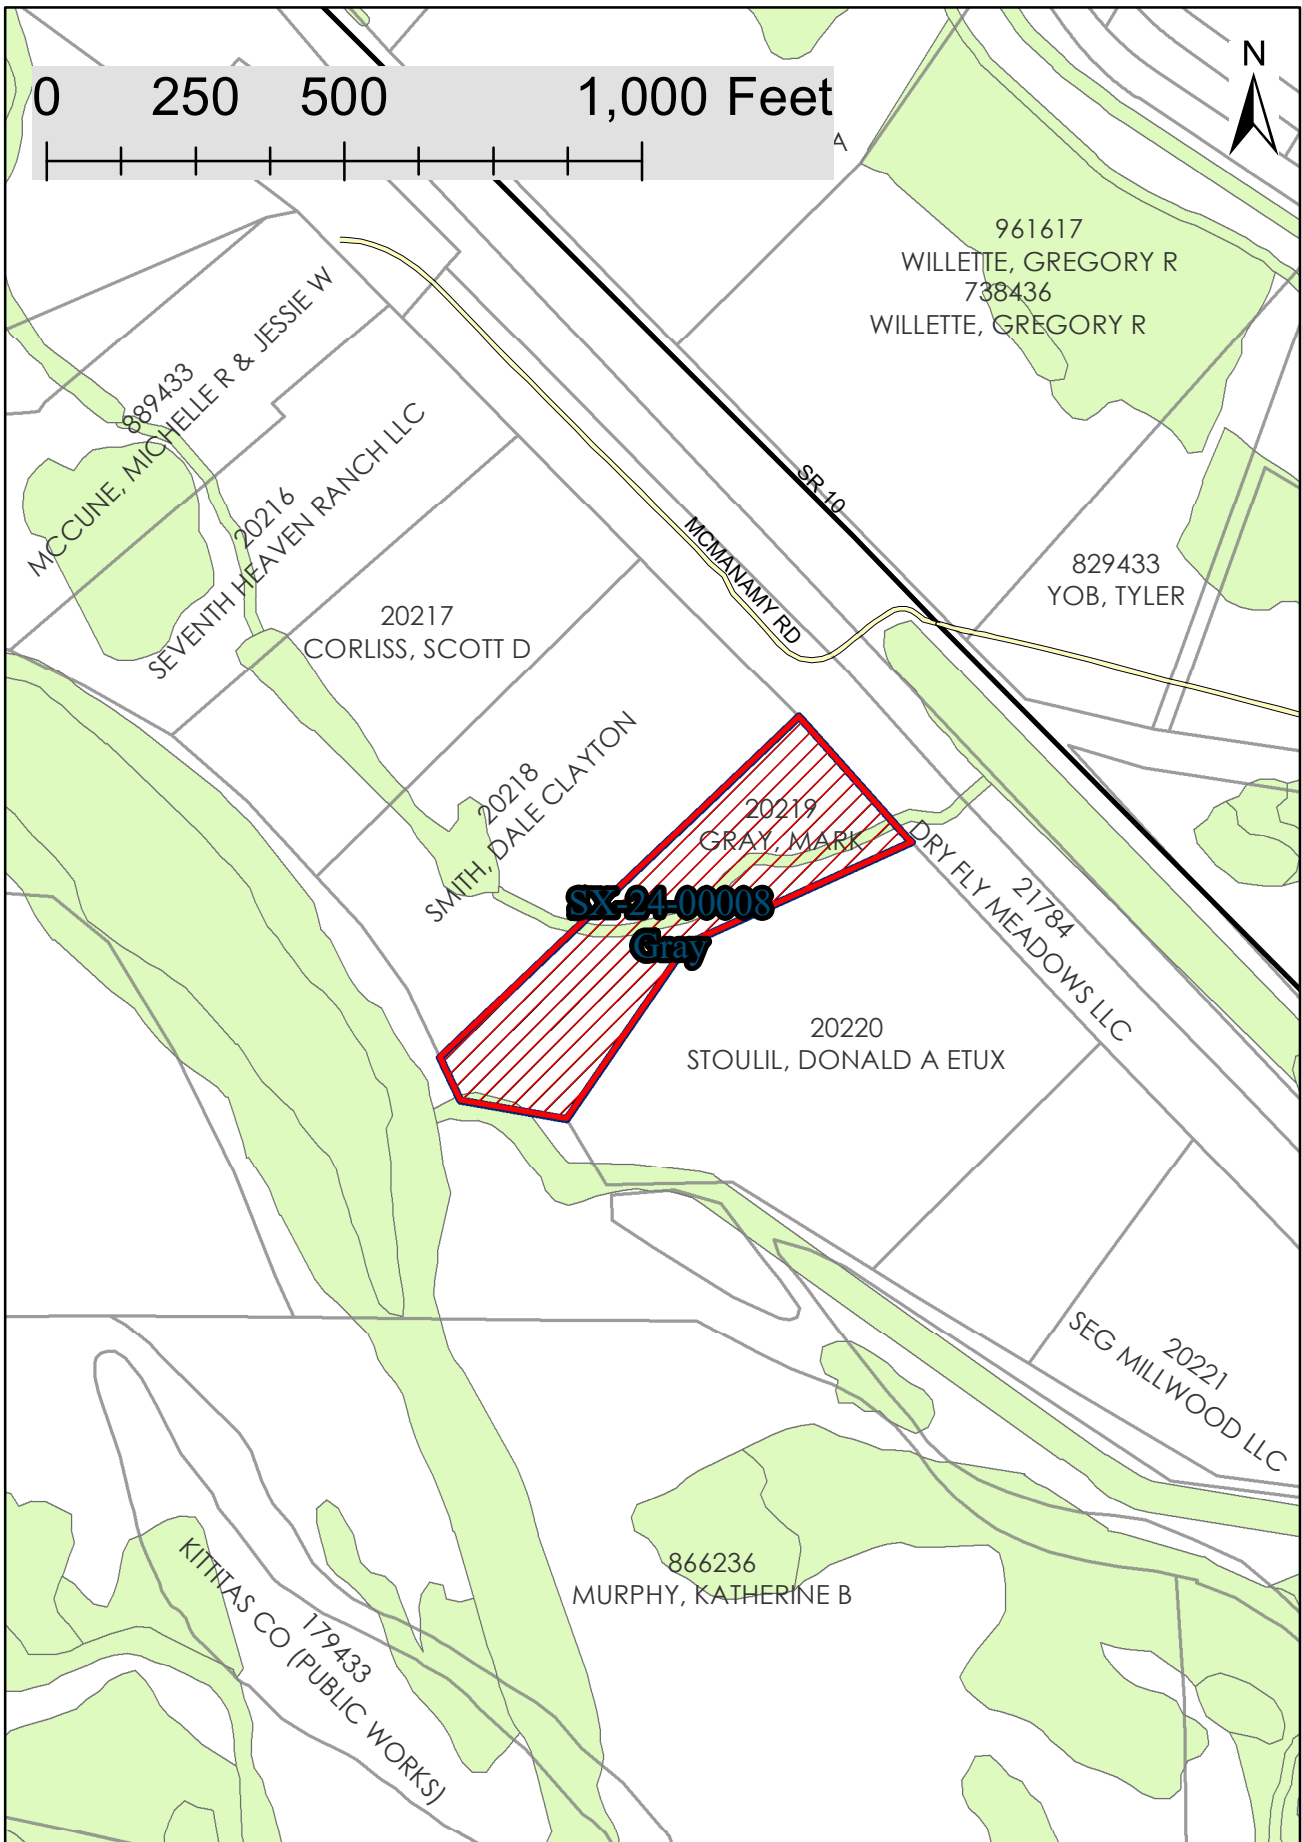 0 250 500 1,000 Feet
N
A
961617
WILLETTE, GREGORY R
738436
WILLETTE, GREGORY R
889433
MCCUNE, MICHELLE R & JESSIE W
20216
SEVENTH HEAVEN RANCH LLC
SR 10
MCMANAMY RD
829433
YOB, TYLER
20217
CORLISS, SCOTT D
20218
SMITH, DALE CLAYTON
20219
GRAY, MARK
SX-24-00008
Gray
21784
DRY FLY MEADOWS LLC
20220
STOULIL, DONALD A ETUX
20221
SEG MILLWOOD LLC
866236
MURPHY, KATHERINE B
179433
KITTITAS CO (PUBLIC WORKS)